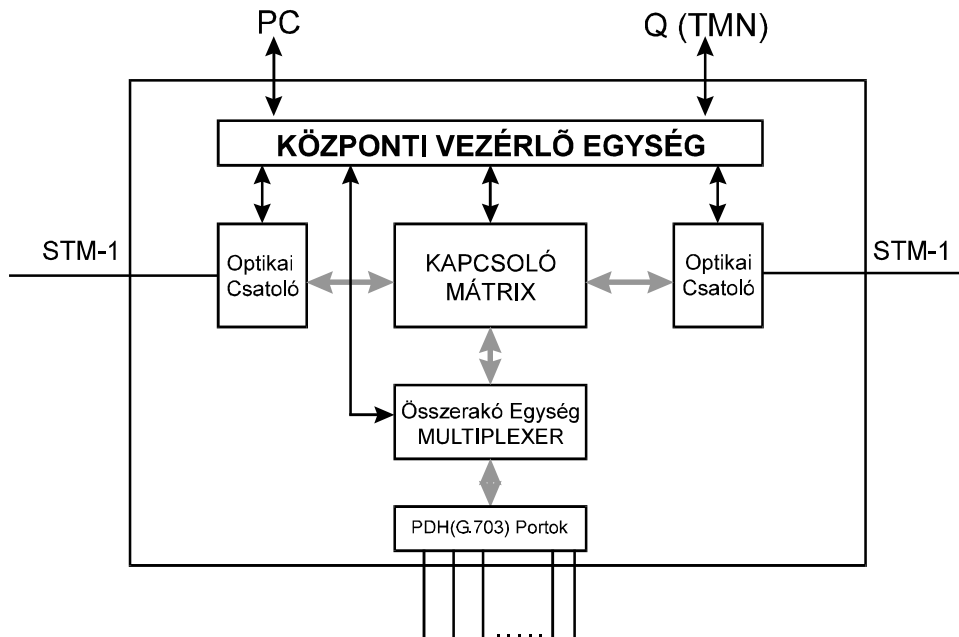 PC
Q (TMN)
KÖZPONTI VEZÉRLÕ EGYSÉG
STM-1
Optikai
Csatoló
KAPCSOLÓ
MÁTRIX
Optikai
Csatoló
STM-1
Összerakó Egység
MULTIPLEXER
PDH(G.703) Portok